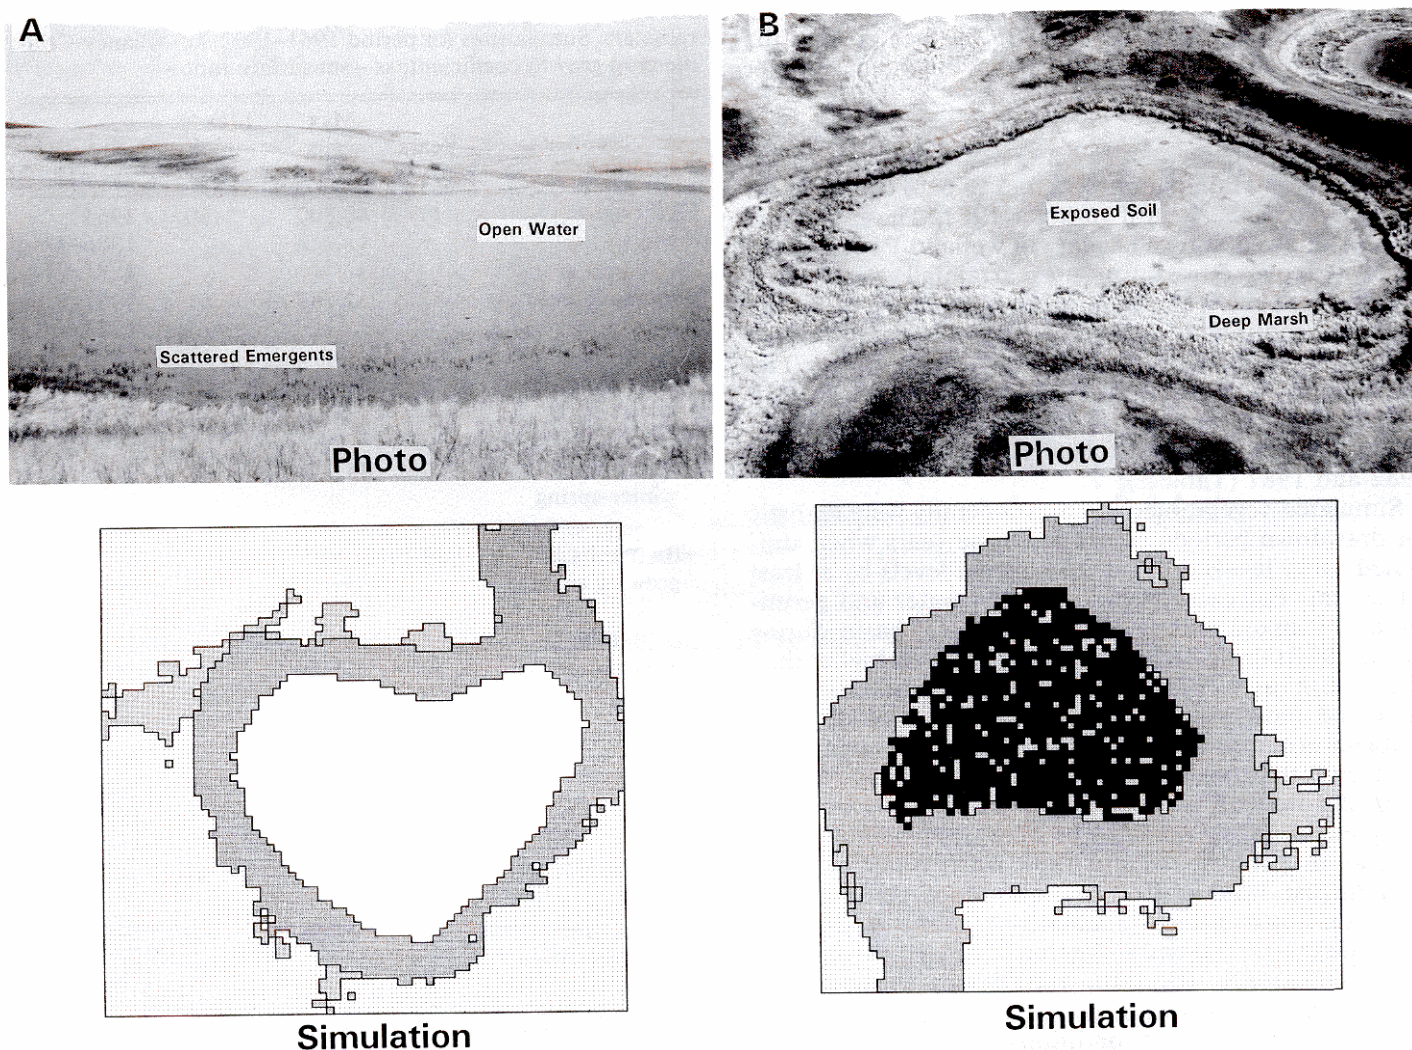 A
B
Open Water
Exposed Soil
Deep Marsh
Scattered Emergents
Photo
Photo
Simulation
Simulation